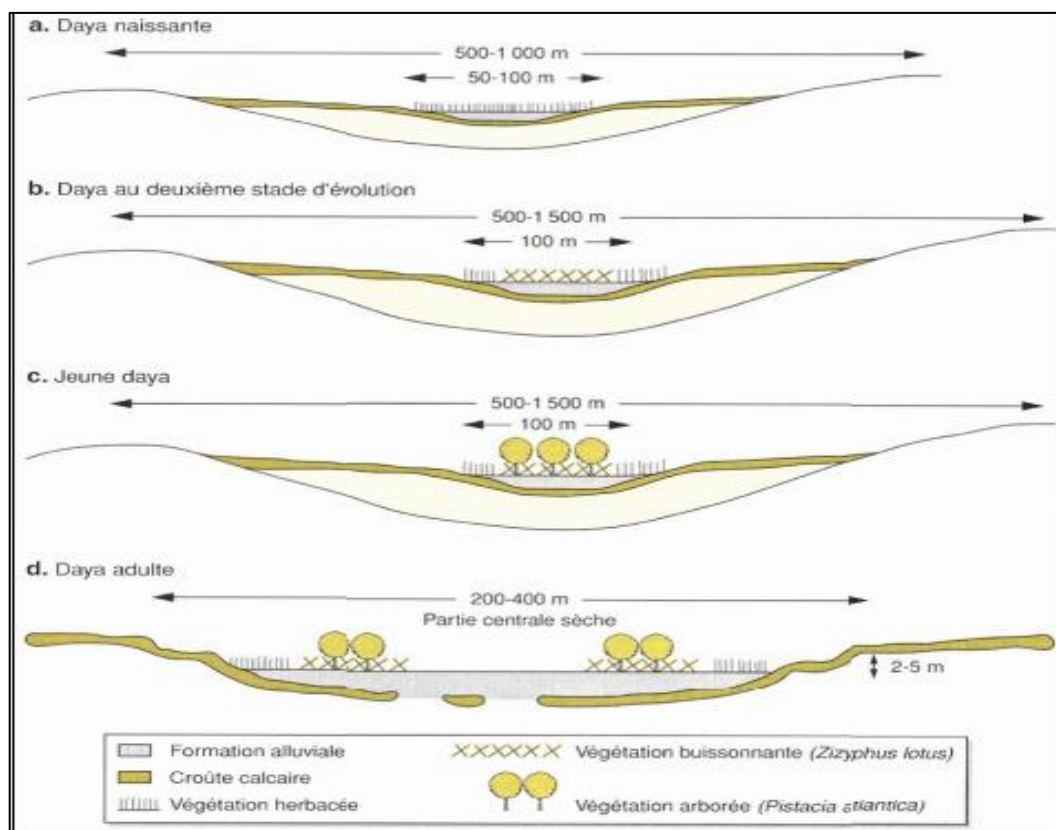 a. Daya naissante
500-1 000 m
50-100 m
b. Daya au deuxième stade d'évolution
500-1 500 m
100 m
c. Jeune daya
500-1 500 m
100 m
d. Daya adulte
200-400 m
Partie centrale sèche
2-5 m
Formation alluviale
Végétation buissonnante (Zizyphus lotus)
Croûte calcaire
Végétation herbacée
Végétation arborée (Pistacia atlantica)